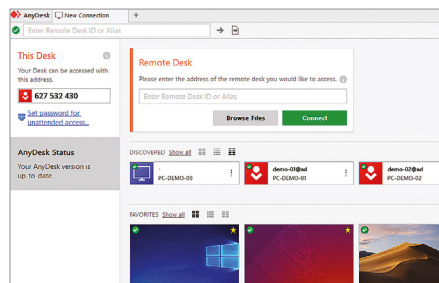 AnyDesk New Connection +
Enter Remote Desk ID or Alias
This Desk
Your Desk can be accessed with
this address.
627 532 430
Set password for
unattended access..
AnyDesk Status
Your AnyDesk version is
up-to-date.
Remote Desk
Please enter the address of the remote desk you would like to access.
Enter Remote Desk ID or Alias
Browse Files Connect
DISCOVERED Show all
-
PC-DEMO-00
demo-01@ad
PC-DEMO-01
demo-02@ad
PC-DEMO-02
FAVORITES Show all